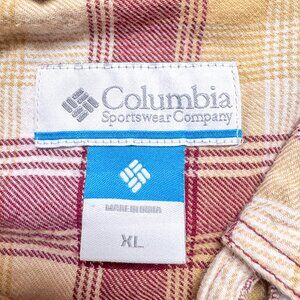 Columbia
Sportswear Company
MADE IN INDIA
XL